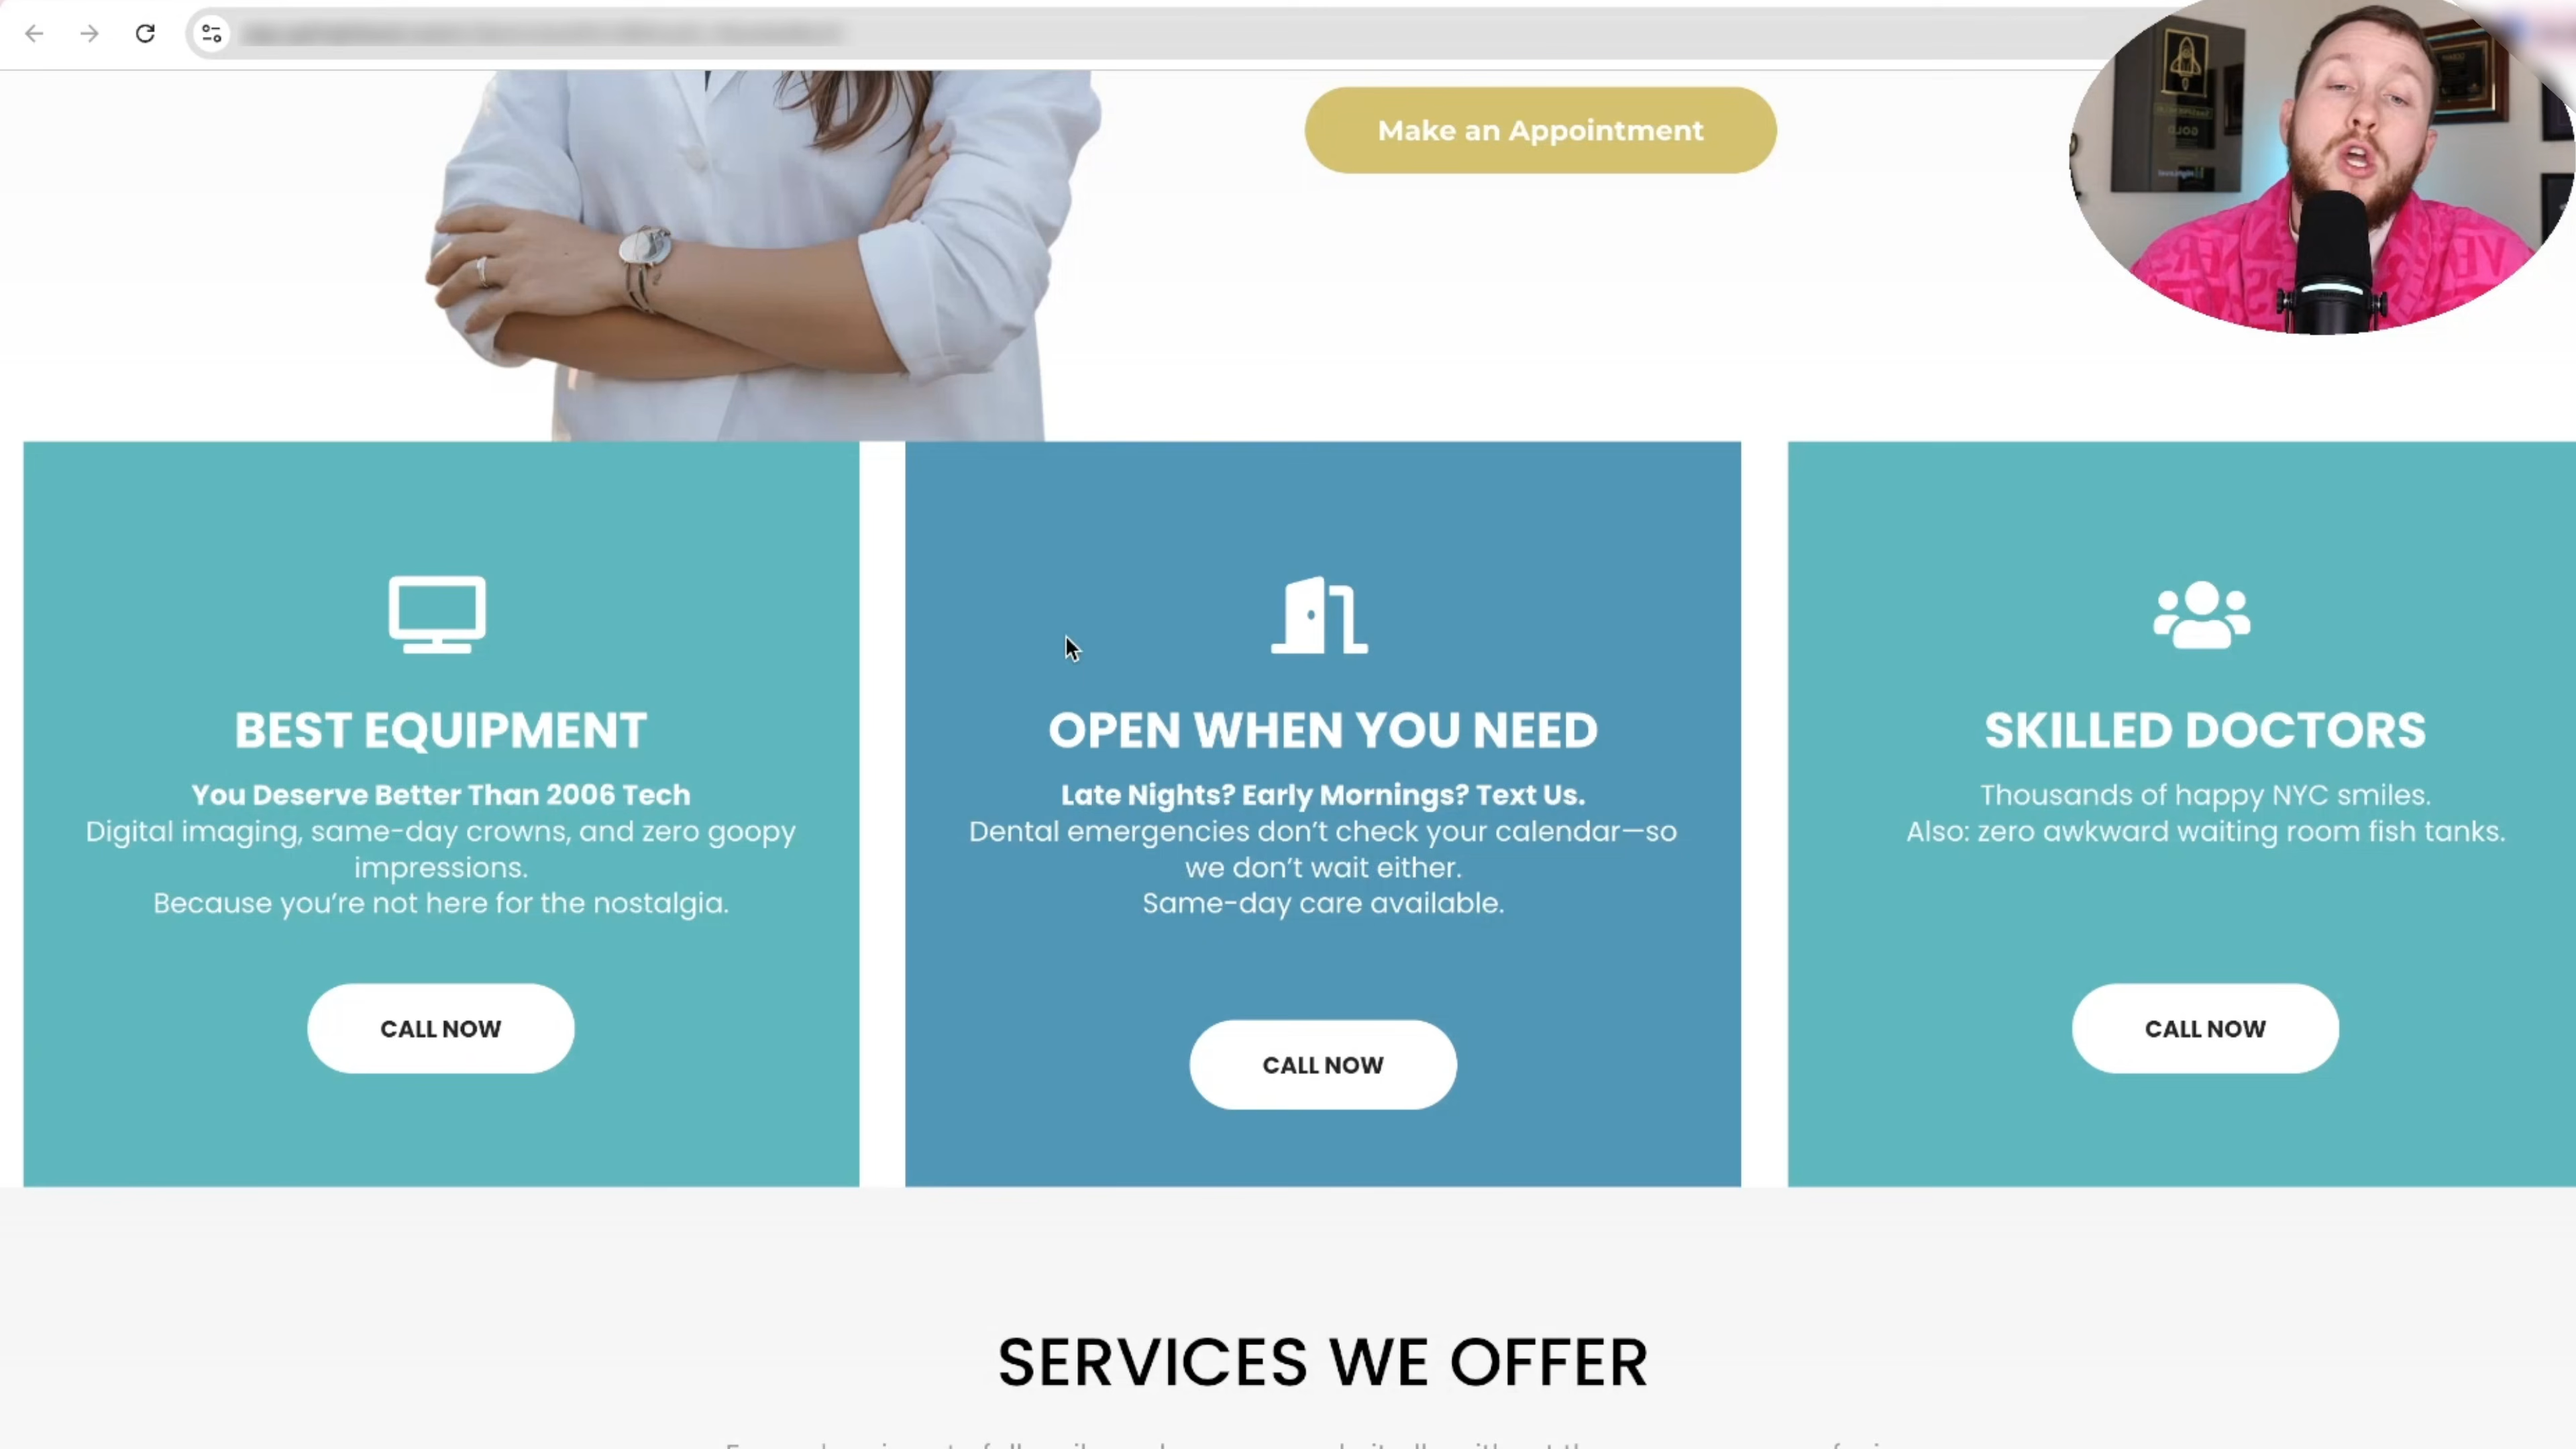 Make an Appointment
BEST EQUIPMENT
You Deserve Better Than 2006 Tech
Digital imaging, same-day crowns, and zero goopy
impressions.
Because you’re not here for the nostalgia.
CALL NOW
OPEN WHEN YOU NEED
Late Nights? Early Mornings? Text Us.
Dental emergencies don’t check your calendar—so
we don’t wait either.
Same-day care available.
CALL NOW
SKILLED DOCTORS
Thousands of happy NYC smiles.
Also: zero awkward waiting room fish tanks.
CALL NOW
SERVICES WE OFFER